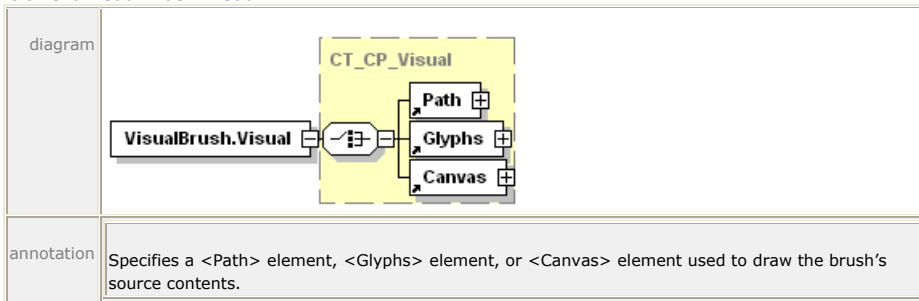 diagram
CT_CP_Visual
Path
VisualBrush.Visual
Glyphs
Canvas
annotation
Specifies a <Path> element, <Glyphs> element, or <Canvas> element used to draw the brush’s
source contents.